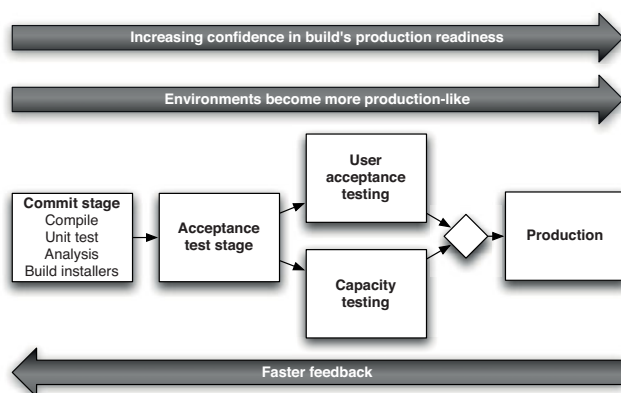 Increasing confidence in build's production readiness
Environments become more production-like
Commit stage
Compile
Unit test
Analysis
Build installers
Acceptance
test stage
User
acceptance
testing
Capacity
testing
Production
Faster feedback